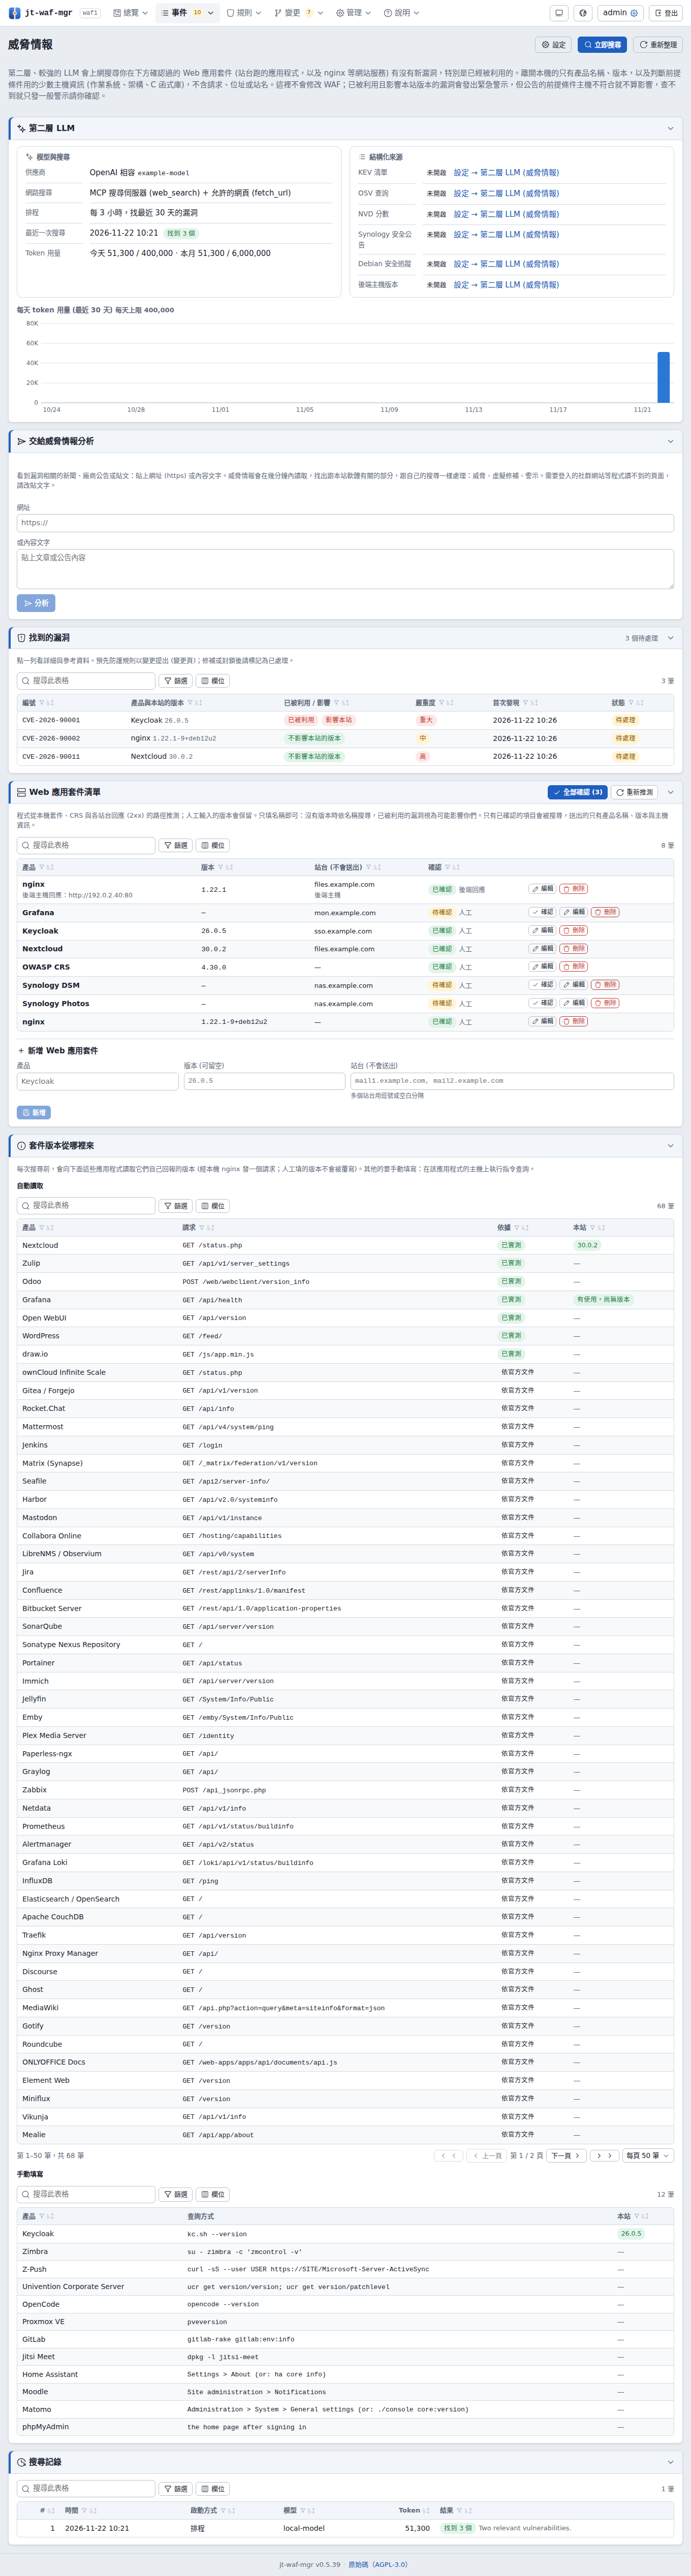 jt-waf-mgr waf1 總覽 事件 10 規則 變更 7 管理 說明 admin 登出
威脅情報 設定 立即搜尋 重新整理
第二層、較強的 LLM 會上網搜尋你在下方確認過的 Web 應用套件 (站台跑的應用程式，以及 nginx 等網站服務) 有沒有新漏洞，特別是已經被利用的。離開本機的只有產品名稱、版本，以及判斷前提條件用的少數主機資訊 (作業系統、架構、C 函式庫)，不含請求、位址或站名。這裡不會修改 WAF；已被利用且影響本站版本的漏洞會發出緊急警示，但公告的前提條件主機不符合就不算影響，查不到就只發一般警示請你確認。
第二層 LLM
模型與搜尋
供應商 OpenAI 相容 example-model
網路搜尋 MCP 搜尋伺服器 (web_search) + 允許的網頁 (fetch_url)
排程 每 3 小時，找最近 30 天的漏洞
最近一次搜尋 2026-11-22 10:21 找到 3 個
Token 用量 今天 51,300 / 400,000 · 本月 51,300 / 6,000,000
結構化來源
KEV 清單 未開啟 設定 → 第二層 LLM (威脅情報)
OSV 查詢 未開啟 設定 → 第二層 LLM (威脅情報)
NVD 分數 未開啟 設定 → 第二層 LLM (威脅情報)
Synology 安全公告 未開啟 設定 → 第二層 LLM (威脅情報)
Debian 安全追蹤 未開啟 設定 → 第二層 LLM (威脅情報)
後端主機版本 未開啟 設定 → 第二層 LLM (威脅情報)
每天 token 用量 (最近 30 天) 每天上限 400,000
80K
60K
40K
20K
0
10/24 10/28 11/01 11/05 11/09 11/13 11/17 11/21
交給威脅情報分析
看到漏洞相關的新聞、廠商公告或貼文：貼上網址 (https) 或內容文字。威脅情報會在幾分鐘內讀取，找出跟本站軟體有關的部分，跟自己的搜尋一樣處理：威脅、虛擬修補、警示。需要登入的社群網站等程式讀不到的頁面，請改貼文字。
網址
https://
或內容文字
貼上文章或公告內容
分析
找到的漏洞 3 個待處理
點一列看詳細與參考資料。預先防護規則以變更提出 (變更頁)；修補或封鎖後請標記為已處理。
搜尋此表格 篩選 欄位 3 筆
編號 產品與本站的版本 已被利用 / 影響 嚴重度 首次發現 狀態
CVE-2026-90001 Keycloak 26.0.5 已被利用 影響本站 重大 2026-11-22 10:26 待處理
CVE-2026-90002 nginx 1.22.1-9+deb12u2 不影響本站的版本 中 2026-11-22 10:26 待處理
CVE-2026-90011 Nextcloud 30.0.2 不影響本站的版本 高 2026-11-22 10:26 待處理
Web 應用套件清單 全部確認 (3) 重新推測
程式從本機套件、CRS 與各站台回應 (2xx) 的路徑推測；人工輸入的版本會保留。只填名稱即可：沒有版本時依名稱搜尋，已被利用的漏洞視為可能影響你們。只有已確認的項目會被搜尋，送出的只有產品名稱、版本與主機資訊。
搜尋此表格 篩選 欄位 8 筆
產品 版本 站台 (不會送出) 確認
nginx 1.22.1 files.example.com 已確認 後端回應 編輯 刪除
後端主機回應：http://192.0.2.40:80 後端主機
Grafana — mon.example.com 待確認 人工 確認 編輯 刪除
Keycloak 26.0.5 sso.example.com 已確認 人工 編輯 刪除
Nextcloud 30.0.2 files.example.com 已確認 人工 編輯 刪除
OWASP CRS 4.30.0 — 已確認 人工 編輯 刪除
Synology DSM — nas.example.com 待確認 人工 確認 編輯 刪除
Synology Photos — nas.example.com 待確認 人工 確認 編輯 刪除
nginx 1.22.1-9+deb12u2 — 已確認 人工 編輯 刪除
新增 Web 應用套件
產品 版本 (可留空) 站台 (不會送出)
Keycloak 26.0.5 mail1.example.com, mail2.example.com
多個站台用逗號或空白分隔
新增
套件版本從哪裡來
每次搜尋前，會向下面這些應用程式讀取它們自己回報的版本 (經本機 nginx 發一個請求；人工填的版本不會被覆寫)。其他的要手動填寫：在該應用程式的主機上執行指令查詢。
自動讀取
搜尋此表格 篩選 欄位 68 筆
產品 請求 依據 本站
Nextcloud GET /status.php 已實測 30.0.2
Zulip GET /api/v1/server_settings 已實測 —
Odoo POST /web/webclient/version_info 已實測 —
Grafana GET /api/health 已實測 有使用，尚無版本
Open WebUI GET /api/version 已實測 —
WordPress GET /feed/ 已實測 —
draw.io GET /js/app.min.js 已實測 —
ownCloud Infinite Scale GET /status.php 依官方文件 —
Gitea / Forgejo GET /api/v1/version 依官方文件 —
Rocket.Chat GET /api/info 依官方文件 —
Mattermost GET /api/v4/system/ping 依官方文件 —
Jenkins GET /login 依官方文件 —
Matrix (Synapse) GET /_matrix/federation/v1/version 依官方文件 —
Seafile GET /api2/server-info/ 依官方文件 —
Harbor GET /api/v2.0/systeminfo 依官方文件 —
Mastodon GET /api/v1/instance 依官方文件 —
Collabora Online GET /hosting/capabilities 依官方文件 —
LibreNMS / Observium GET /api/v0/system 依官方文件 —
Jira GET /rest/api/2/serverInfo 依官方文件 —
Confluence GET /rest/applinks/1.0/manifest 依官方文件 —
Bitbucket Server GET /rest/api/1.0/application-properties 依官方文件 —
SonarQube GET /api/server/version 依官方文件 —
Sonatype Nexus Repository GET / 依官方文件 —
Portainer GET /api/status 依官方文件 —
Immich GET /api/server/version 依官方文件 —
Jellyfin GET /System/Info/Public 依官方文件 —
Emby GET /emby/System/Info/Public 依官方文件 —
Plex Media Server GET /identity 依官方文件 —
Paperless-ngx GET /api/ 依官方文件 —
Graylog GET /api/ 依官方文件 —
Zabbix POST /api_jsonrpc.php 依官方文件 —
Netdata GET /api/v1/info 依官方文件 —
Prometheus GET /api/v1/status/buildinfo 依官方文件 —
Alertmanager GET /api/v2/status 依官方文件 —
Grafana Loki GET /loki/api/v1/status/buildinfo 依官方文件 —
InfluxDB GET /ping 依官方文件 —
Elasticsearch / OpenSearch GET / 依官方文件 —
Apache CouchDB GET / 依官方文件 —
Traefik GET /api/version 依官方文件 —
Nginx Proxy Manager GET /api/ 依官方文件 —
Discourse GET / 依官方文件 —
Ghost GET / 依官方文件 —
MediaWiki GET /api.php?action=query&meta=siteinfo&format=json 依官方文件 —
Gotify GET /version 依官方文件 —
Roundcube GET / 依官方文件 —
ONLYOFFICE Docs GET /web-apps/apps/api/documents/api.js 依官方文件 —
Element Web GET /version 依官方文件 —
Miniflux GET /version 依官方文件 —
Vikunja GET /api/v1/info 依官方文件 —
Mealie GET /api/app/about 依官方文件 —
第 1–50 筆，共 68 筆 上一頁 第 1 / 2 頁 下一頁 每頁 50 筆
手動填寫
搜尋此表格 篩選 欄位 12 筆
產品 查詢方式 本站
Keycloak kc.sh --version 26.0.5
Zimbra su - zimbra -c 'zmcontrol -v' —
Z-Push curl -sS --user USER https://SITE/Microsoft-Server-ActiveSync —
Univention Corporate Server ucr get version/version; ucr get version/patchlevel —
OpenCode opencode --version —
Proxmox VE pveversion —
GitLab gitlab-rake gitlab:env:info —
Jitsi Meet dpkg -l jitsi-meet —
Home Assistant Settings > About (or: ha core info) —
Moodle Site administration > Notifications —
Matomo Administration > System > General settings (or: ./console core:version) —
phpMyAdmin the home page after signing in —
搜尋記錄
搜尋此表格 篩選 欄位 1 筆
# 時間 啟動方式 模型 Token 結果
1 2026-11-22 10:21 排程 local-model 51,300 找到 3 個 Two relevant vulnerabilities.
jt-waf-mgr v0.5.39 · 原始碼（AGPL-3.0）